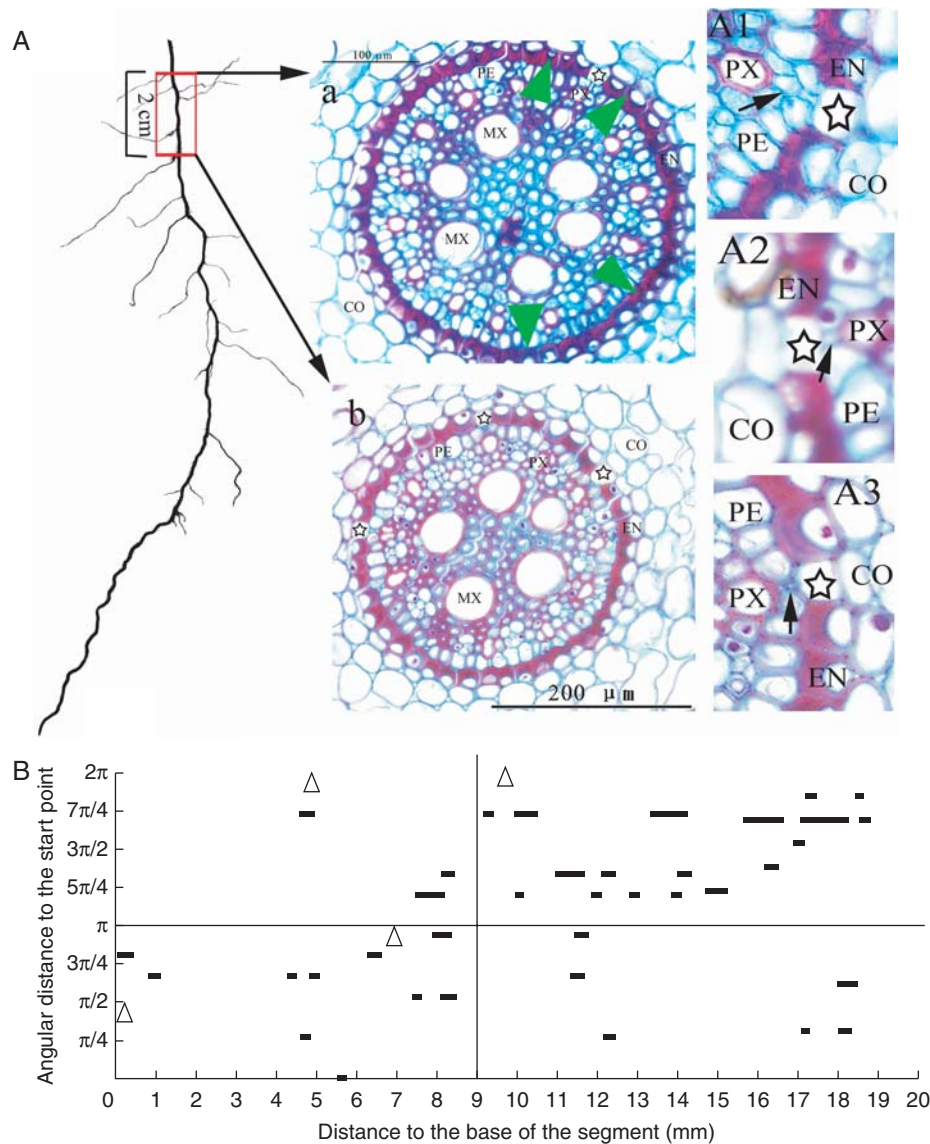 A
2 cm
a
100 μm
PE
PX
MX
EN
MX
CO
b
CO
PE
PX
EN
MX
200 μm
A1
PX
EN
PE
CO
A2
EN
PX
CO
PE
A3
PE
CO
PX
EN
B
2π
7π/4
3π/2
5π/4
π
3π/4
π/2
π/4
Angular distance to the start point
0 1 2 3 4 5 6 7 8 9 10 11 12 13 14 15 16 17 18 19 20
Distance to the base of the segment (mm)